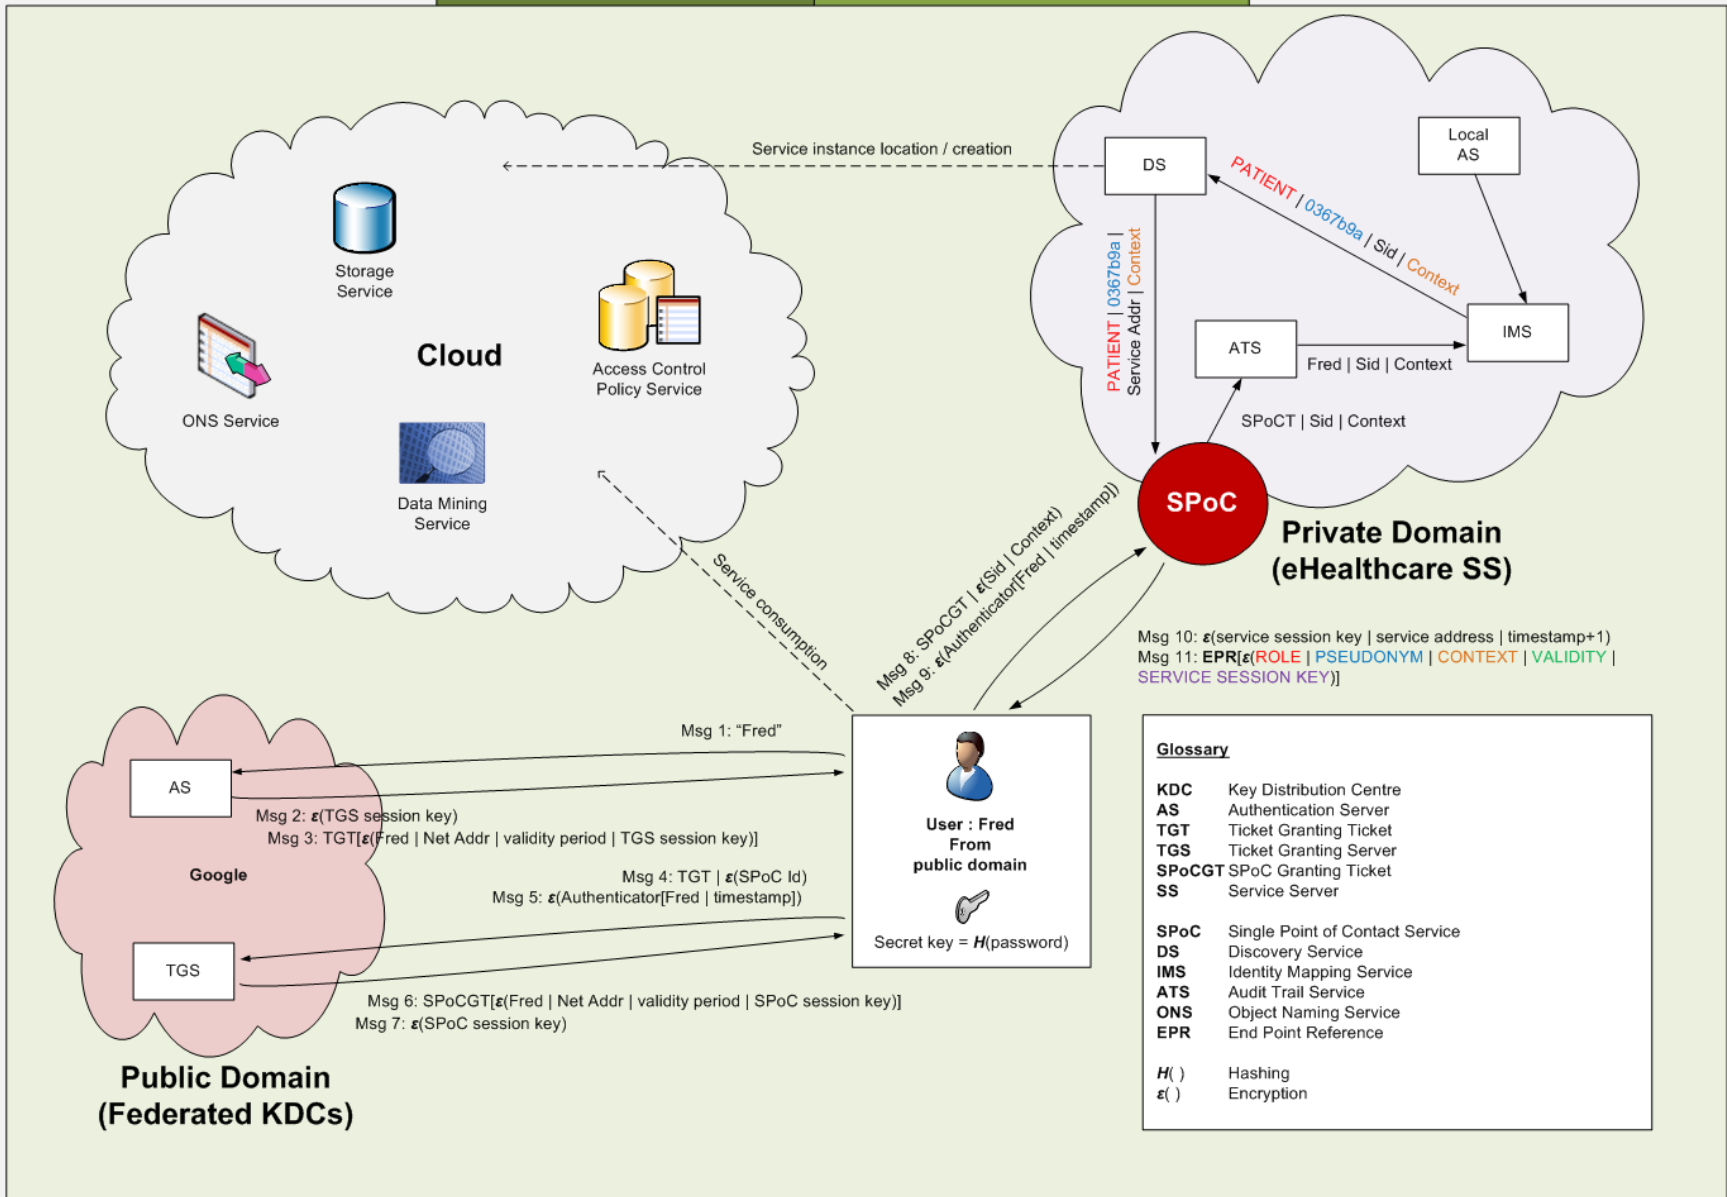 Service instance location / creation
DS
Local
AS
PATIENT | 0367b9a | Sid | Context
PATIENT | 0367b9a |
Service Addr | Context
IMS
ATS
Fred | Sid | Context
SPoCT | Sid | Context
SPoC
Private Domain
(eHealthcare SS)
Storage
Service
Cloud
Access Control
Policy Service
ONS Service
Data Mining
Service
Service consumption
Msg 8: SPoCGT | ε(Sid | Context)
Msg 9: ε(Authenticator[Fred | timestamp])
Msg 10: ε(service session key | service address | timestamp+1)
Msg 11: EPR[ε(ROLE | PSEUDONYM | CONTEXT | VALIDITY |
SERVICE SESSION KEY)]
Msg 1: “Fred”
AS
Msg 2: ε(TGS session key)
Msg 3: TGT[ε(Fred | Net Addr | validity period | TGS session key)]
Google
Msg 4: TGT | ε(SPoC Id)
Msg 5: ε(Authenticator[Fred | timestamp])
TGS
Msg 6: SPoCGT[ε(Fred | Net Addr | validity period | SPoC session key)]
Msg 7: ε(SPoC session key)
Public Domain
(Federated KDCs)
User : Fred
From
public domain
Secret key = H(password)
Glossary
KDC Key Distribution Centre
AS Authentication Server
TGT Ticket Granting Ticket
TGS Ticket Granting Server
SPoCGT SPoC Granting Ticket
SS Service Server
SPoC Single Point of Contact Service
DS Discovery Service
IMS Identity Mapping Service
ATS Audit Trail Service
ONS Object Naming Service
EPR End Point Reference
H( ) Hashing
ε( ) Encryption